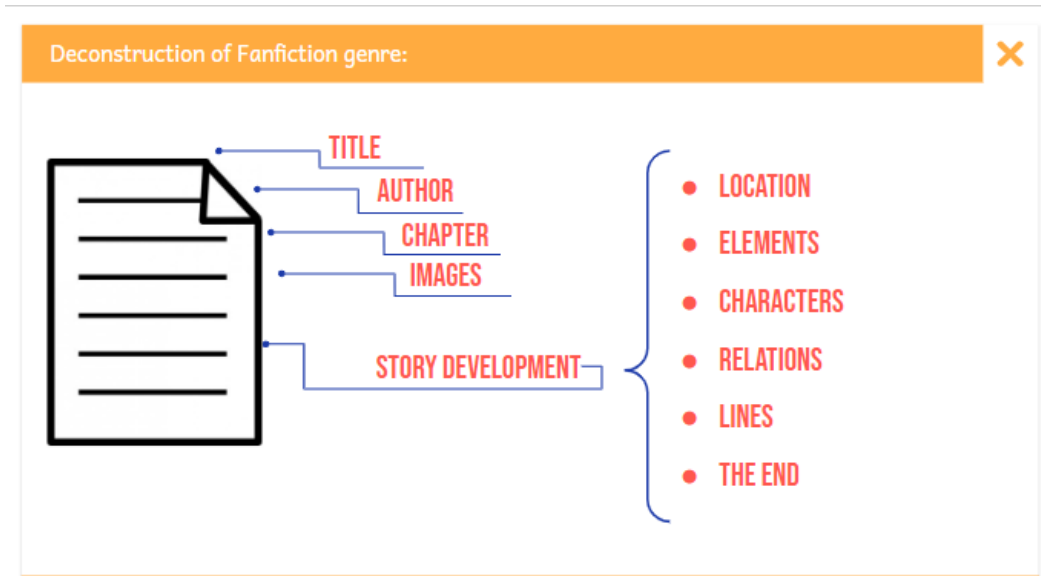 Deconstruction of Fanfiction genre:
TITLE
AUTHOR
CHAPTER
IMAGES
STORY DEVELOPMENT
LOCATION
ELEMENTS
CHARACTERS
RELATIONS
LINES
THE END